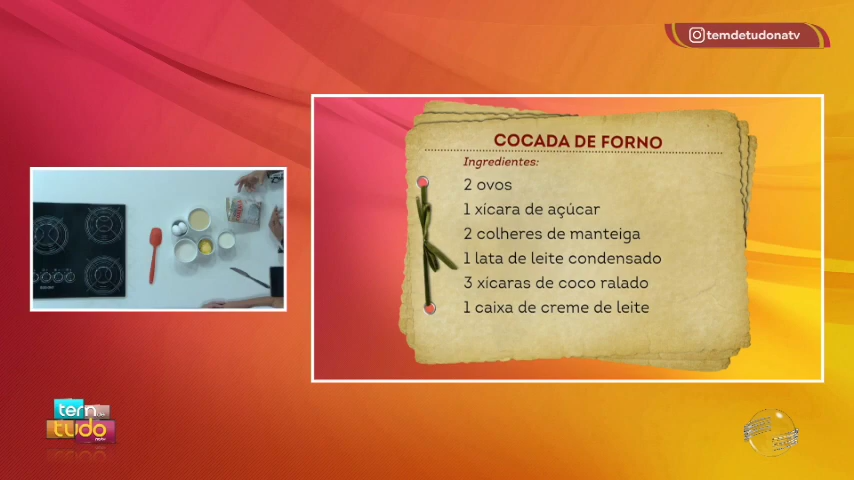 temdetudonatv
COCADA DE FORNO
Ingredientes:
2 ovos
1 xícara de açúcar
2 colheres de manteiga
1 lata de leite condensado
3 xícaras de coco ralado
1 caixa de creme de leite
tem de
tudo